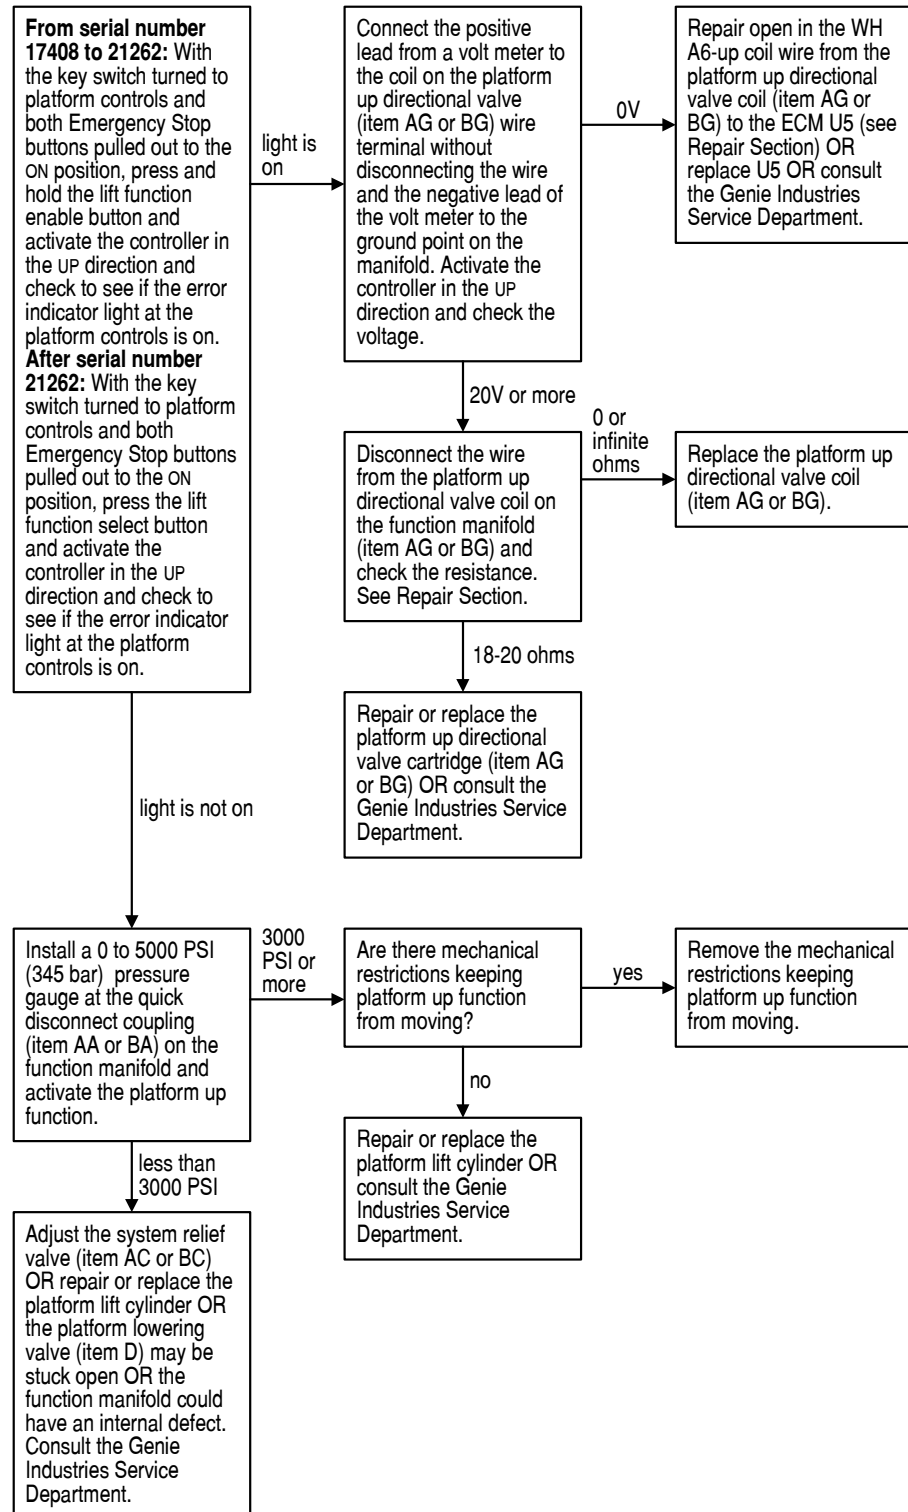 From serial number
17408 to 21262: With
the key switch turned to
platform controls and
both Emergency Stop
buttons pulled out to the
ON position, press and
hold the lift function
enable button and
activate the controller in
the UP direction and
check to see if the error
indicator light at the
platform controls is on.
After serial number
21262: With the key
switch turned to platform
controls and both
Emergency Stop buttons
pulled out to the ON
position, press the lift
function select button
and activate the
controller in the UP
direction and check to
see if the error indicator
light at the platform
controls is on.
light is
on
Connect the positive
lead from a volt meter to
the coil on the platform
up directional valve
(item AG or BG) wire
terminal without
disconnecting the wire
and the negative lead of
the volt meter to the
ground point on the
manifold. Activate the
controller in the UP
direction and check the
voltage.
0V
Repair open in the WH
A6-up coil wire from the
platform up directional
valve coil (item AG or
BG) to the ECM U5 (see
Repair Section) OR
replace U5 OR consult
the Genie Industries
Service Department.
20V or more
Disconnect the wire
from the platform up
directional valve coil on
the function manifold
(item AG or BG) and
check the resistance.
See Repair Section.
0 or
infinite
ohms
Replace the platform up
directional valve coil
(item AG or BG).
18-20 ohms
Repair or replace the
platform up directional
valve cartridge (item AG
or BG) OR consult the
Genie Industries Service
Department.
light is not on
Install a 0 to 5000 PSI
(345 bar) pressure
gauge at the quick
disconnect coupling
(item AA or BA) on the
function manifold and
activate the platform up
function.
3000
PSI or
more
Are there mechanical
restrictions keeping
platform up function
from moving?
yes
Remove the mechanical
restrictions keeping
platform up function
from moving.
no
Repair or replace the
platform lift cylinder OR
consult the Genie
Industries Service
Department.
less than
3000 PSI
Adjust the system relief
valve (item AC or BC)
OR repair or replace the
platform lift cylinder OR
the platform lowering
valve (item D) may be
stuck open OR the
function manifold could
have an internal defect.
Consult the Genie
Industries Service
Department.